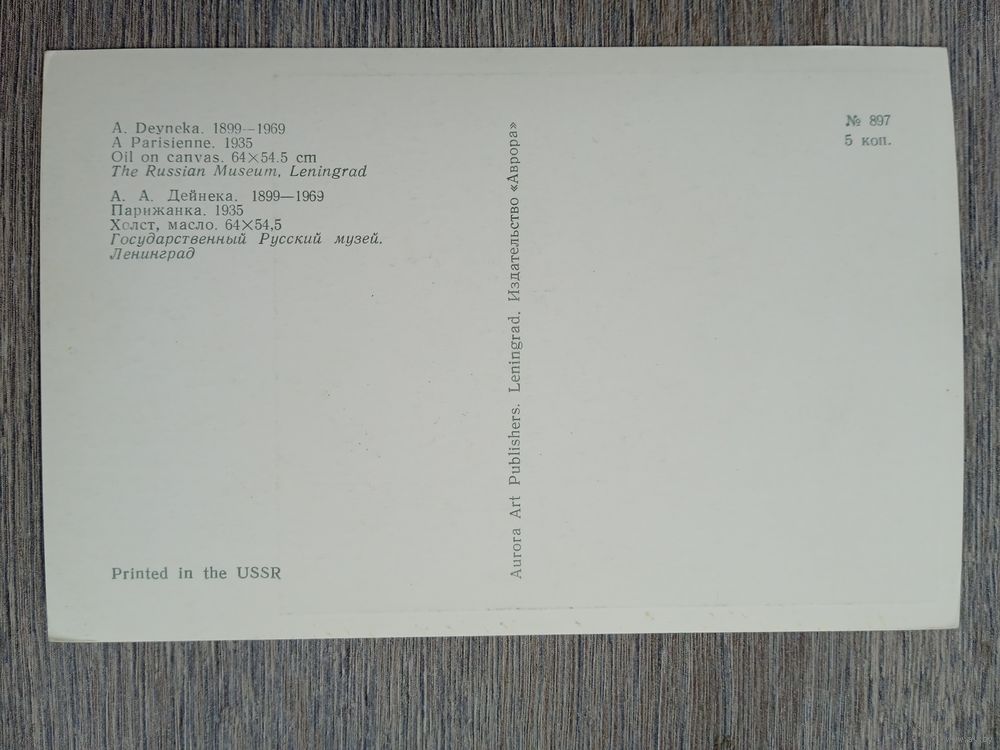 A. Deyneka. 1899—1969
A Parisienne. 1935
Oil on canvas. 64×54.5 cm
The Russian Museum, Leningrad
А. А. Дейнека. 1899—1969
Парижанка. 1935
Холст, масло. 64×54,5
Государственный Русский музей.
Ленинград
Printed in the USSR
Aurora Art Publishers. Leningrad. Издательство «Аврора»
№ 897
5 коп.